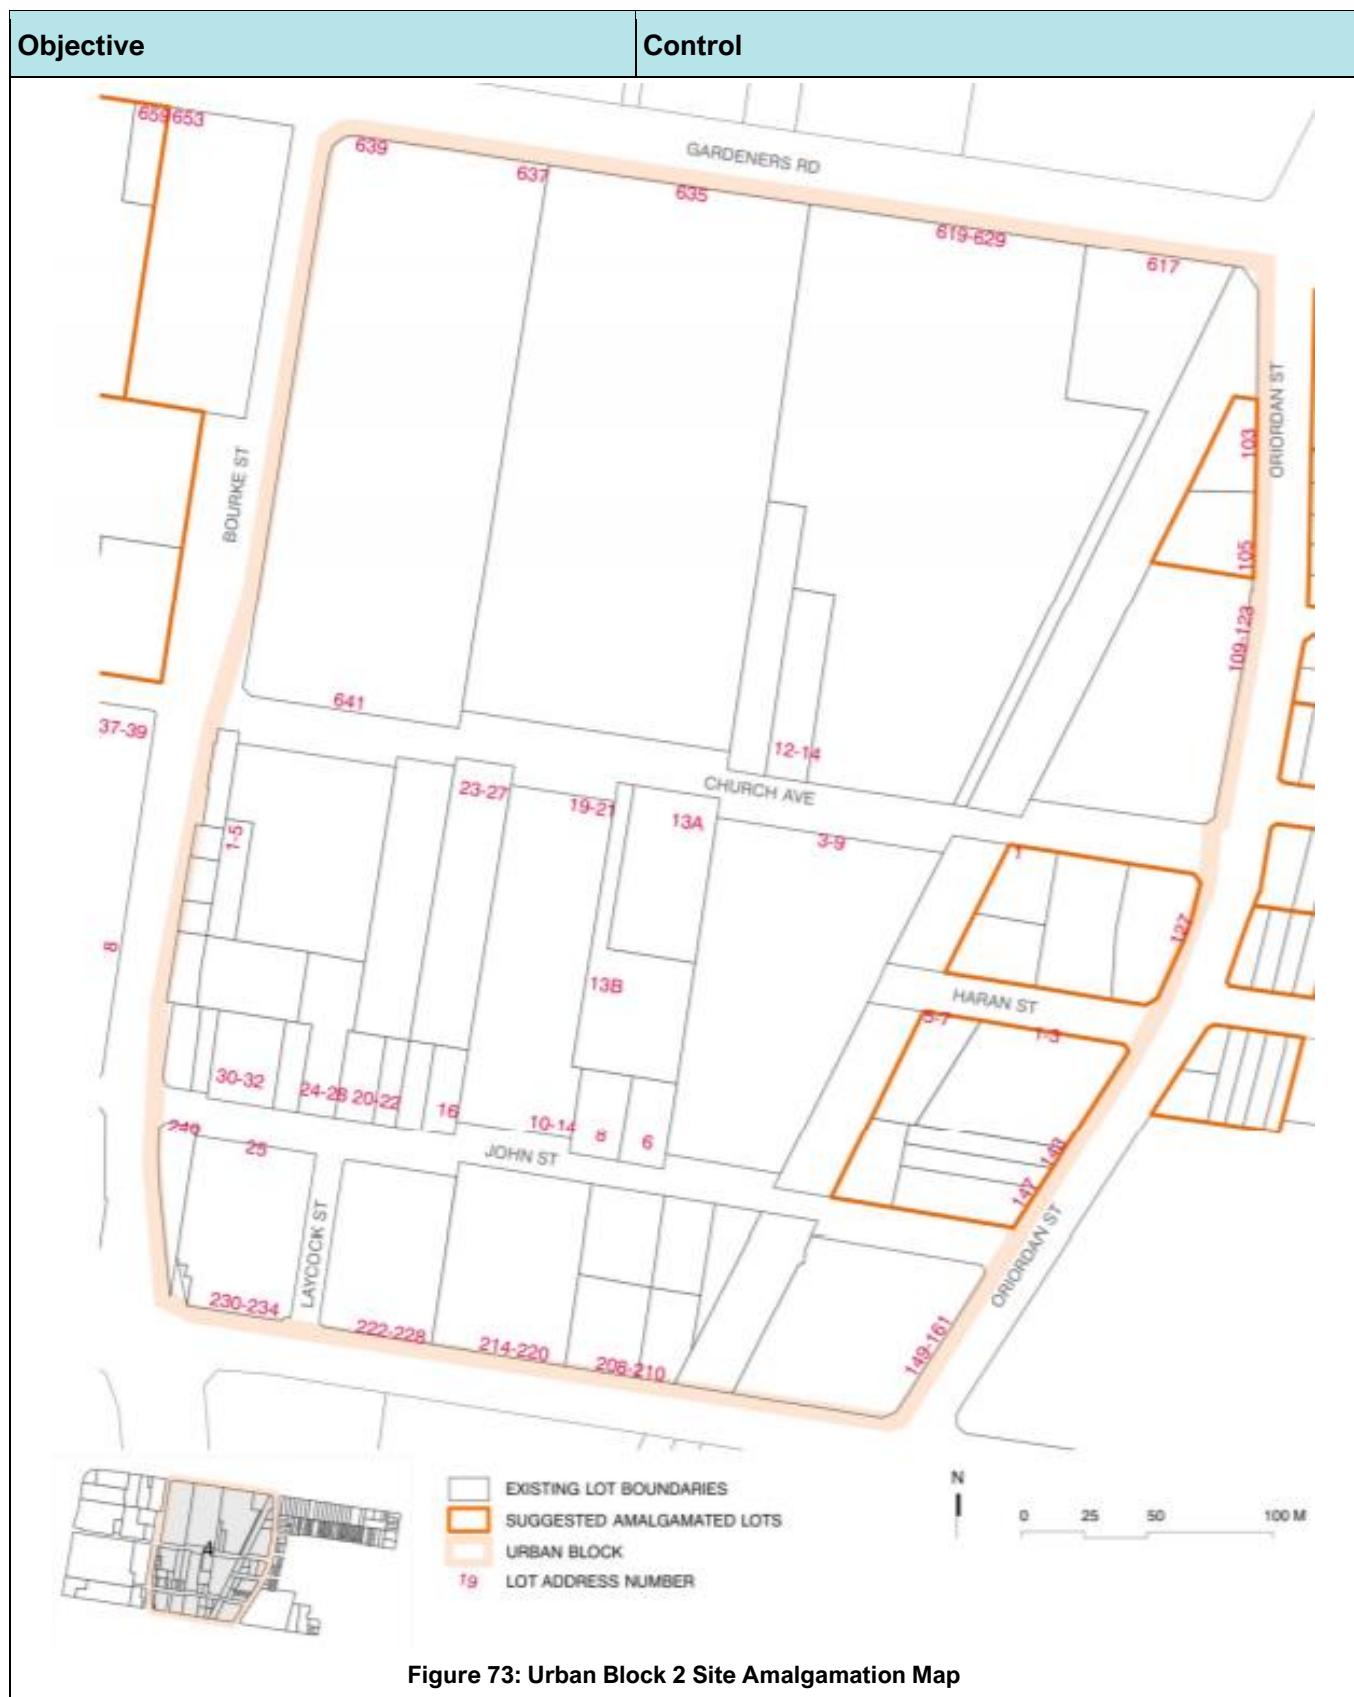 Objective
Control
659 653
639
GARDENERS RD
637
635
619-629
617
ORIORDAN ST
103
BOURKE ST
105
109-123
641
37-39
12-14
CHURCH AVE
23-27
19-21
13A
3-9
1-5
1
127
8
13B
HARAN ST
5-7
1-3
30-32
24-28
20-22
16
10-14
8
6
240
25
JOHN ST
143
147
LAYCOCK ST
ORIORDAN ST
230-234
222-228
214-220
208-210
149-161
4
EXISTING LOT BOUNDARIES
SUGGESTED AMALGAMATED LOTS
URBAN BLOCK
19 LOT ADDRESS NUMBER
N
0 25 50 100 M
Figure 73: Urban Block 2 Site Amalgamation Map